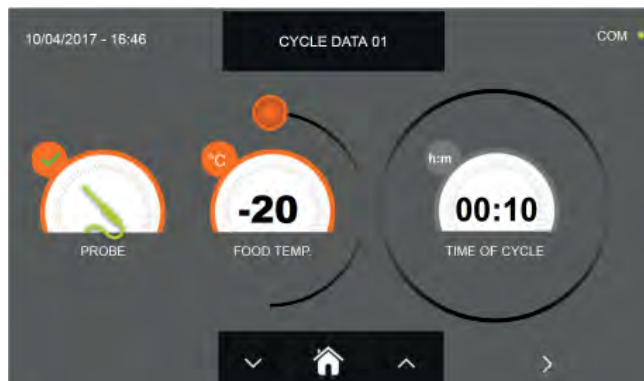 10/04/2017 - 16:46
CYCLE DATA 01
COM
°C
h:m
-20
00:10
PROBE
FOOD TEMP.
TIME OF CYCLE